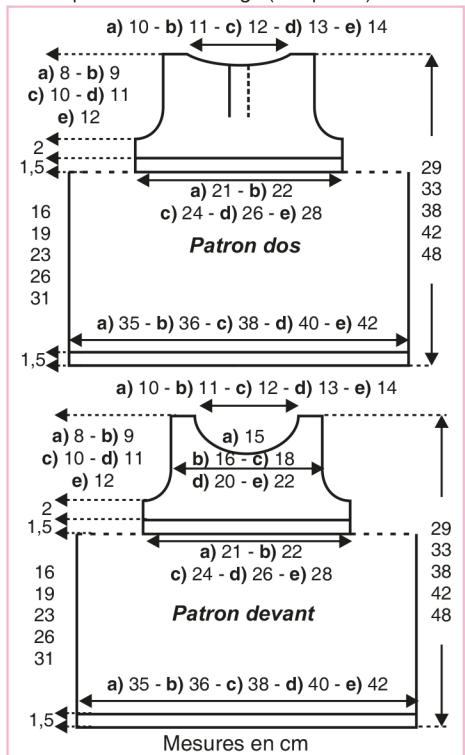 a) 10 - b) 11 - c) 12 - d) 13 - e) 14
a) 8 - b) 9
c) 10 - d) 11
e) 12
2
1,5
a) 21 - b) 22
c) 24 - d) 26 - e) 28
Patron dos
29
33
38
42
48
16
19
23
26
31
a) 35 - b) 36 - c) 38 - d) 40 - e) 42
1,5
a) 10 - b) 11 - c) 12 - d) 13 - e) 14
a) 8 - b) 9
c) 10 - d) 11
e) 12
a) 15
b) 16 - c) 18
d) 20 - e) 22
2
1,5
a) 21 - b) 22
c) 24 - d) 26 - e) 28
Patron devant
29
33
38
42
48
16
19
23
26
31
a) 35 - b) 36 - c) 38 - d) 40 - e) 42
1,5
Mesures en cm